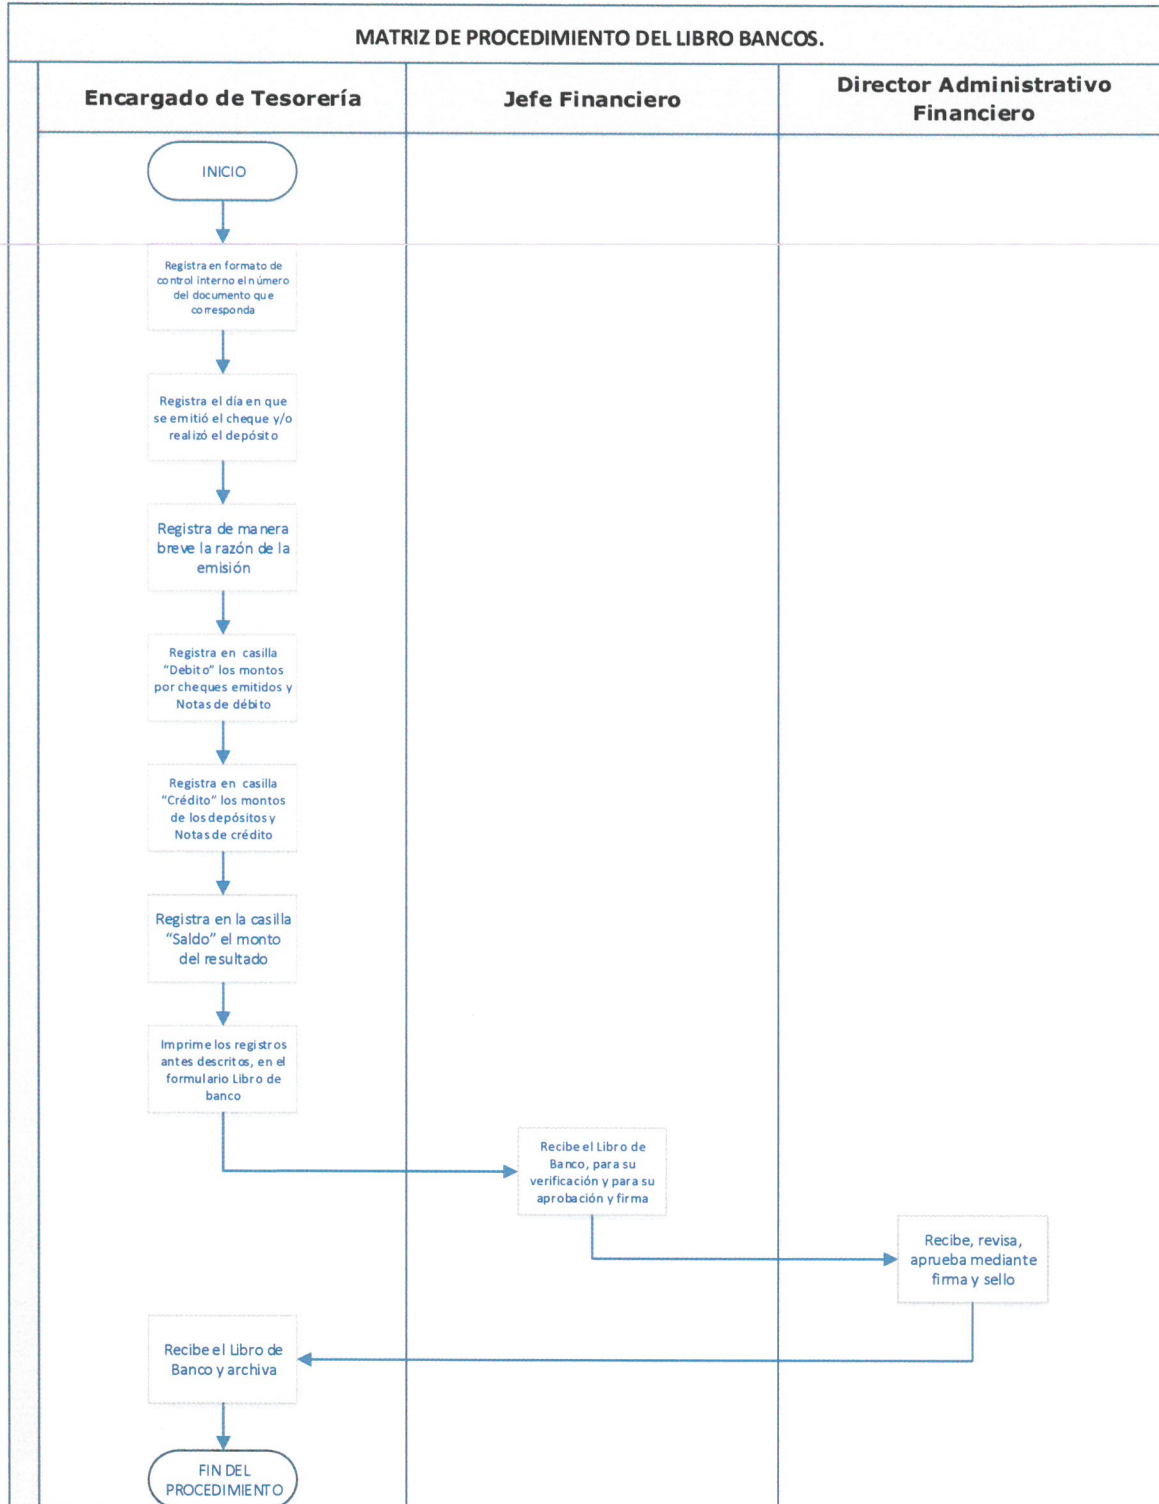 MATRIZ DE PROCEDIMIENTO DEL LIBRO BANCOS.
Encargado de Tesorería
Jefe Financiero
Director Administrativo
Financiero
INICIO
Registra en formato de
control interno el número
del documento que
corresponda
Registra el día en que
se emitió el cheque y/o
realizó el depósito
Registra de manera
breve la razón de la
emisión
Registra en casilla
“Debito” los montos
por cheques emitidos y
Notas de débito
Registra en casilla
“Crédito” los montos
de los depósitos y
Notas de crédito
Registra en la casilla
“Saldo” el monto
del resultado
Imprime los registros
antes descritos, en el
formulario Libro de
banco
Recibe el Libro de
Banco, para su
verificación y para su
aprobación y firma
Recibe, revisa,
aprueba mediante
firma y sello
Recibe el Libro de
Banco y archiva
FIN DEL
PROCEDIMIENTO